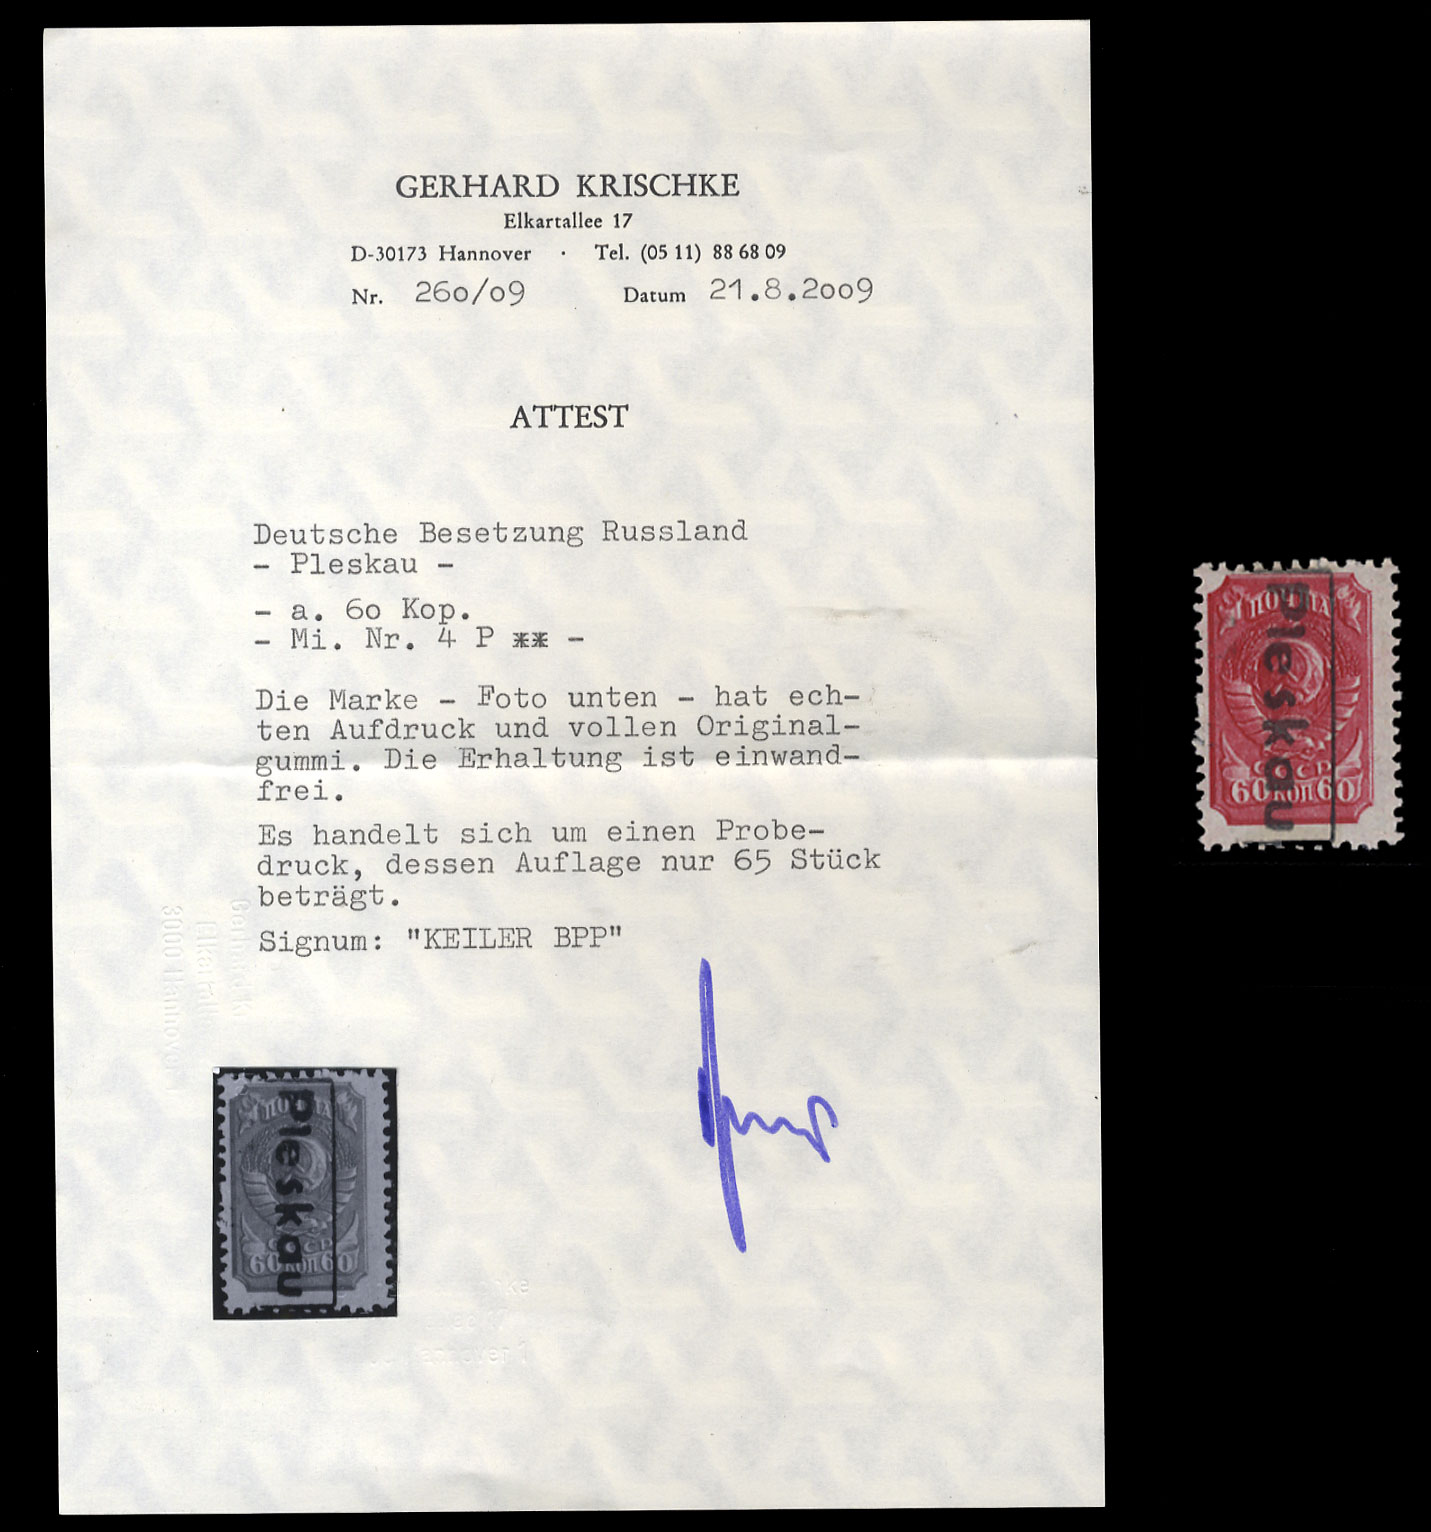 GERHARD KRISCHKE
Elkartallee 17
D-30173 Hannover · Tel. (05 11) 88 68 09
Nr. 260/09 Datum 21.8.2009
ATTEST
Deutsche Besetzung Russland
- Pleskau -
- a. 60 Kop.
- Mi. Nr. 4 P ** -
Die Marke - Foto unten - hat ech-
ten Aufdruck und vollen Original-
gummi. Die Erhaltung ist einwand-
frei.
Es handelt sich um einen Probe-
druck, dessen Auflage nur 65 Stück
beträgt.
Signum: "KEILER BPP"
ПОЧТА
Pleskau
СССР
60 КОП 60
ПОЧТА
Pleskau
СССР
60 КОП 60